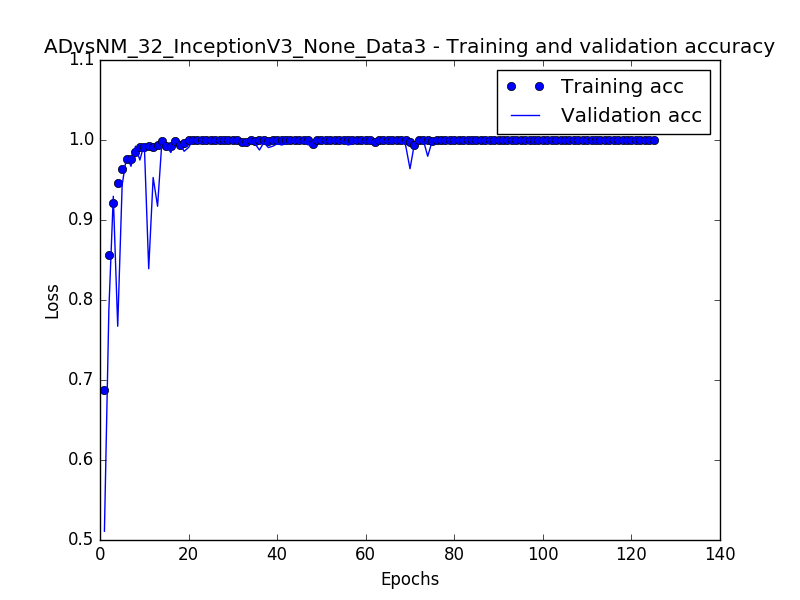 ADvsNM_32_InceptionV3_None_Data3 - Training and validation accuracy
1.1
Training acc
Validation acc
1.0
0.9
0.8
Loss
0.7
0.6
0.5
0 20 40 60 80 100 120 140
Epochs